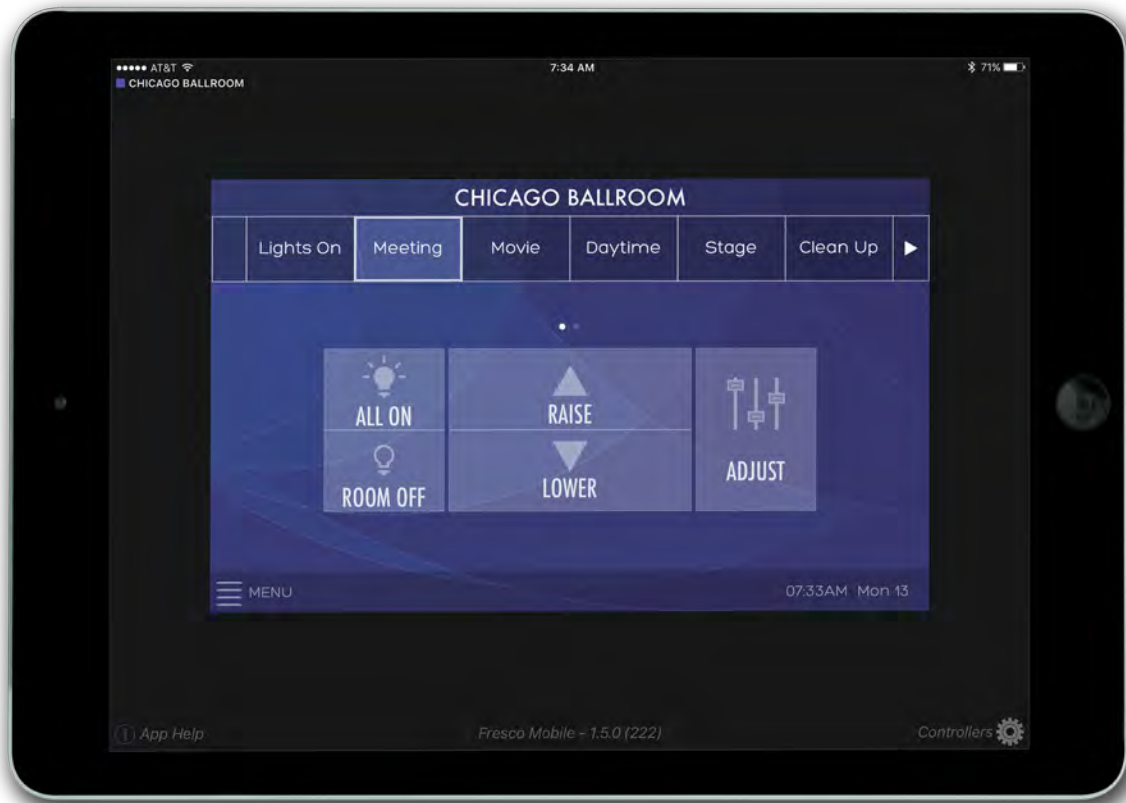 AT&T 7:34 AM 71%
CHICAGO BALLROOM
CHICAGO BALLROOM
Lights On Meeting Movie Daytime Stage Clean Up
ALL ON RAISE
ADJUST
ROOM OFF LOWER
MENU 07:33AM Mon 13
App Help Fresco Mobile - 1.5.0 (222) Controllers